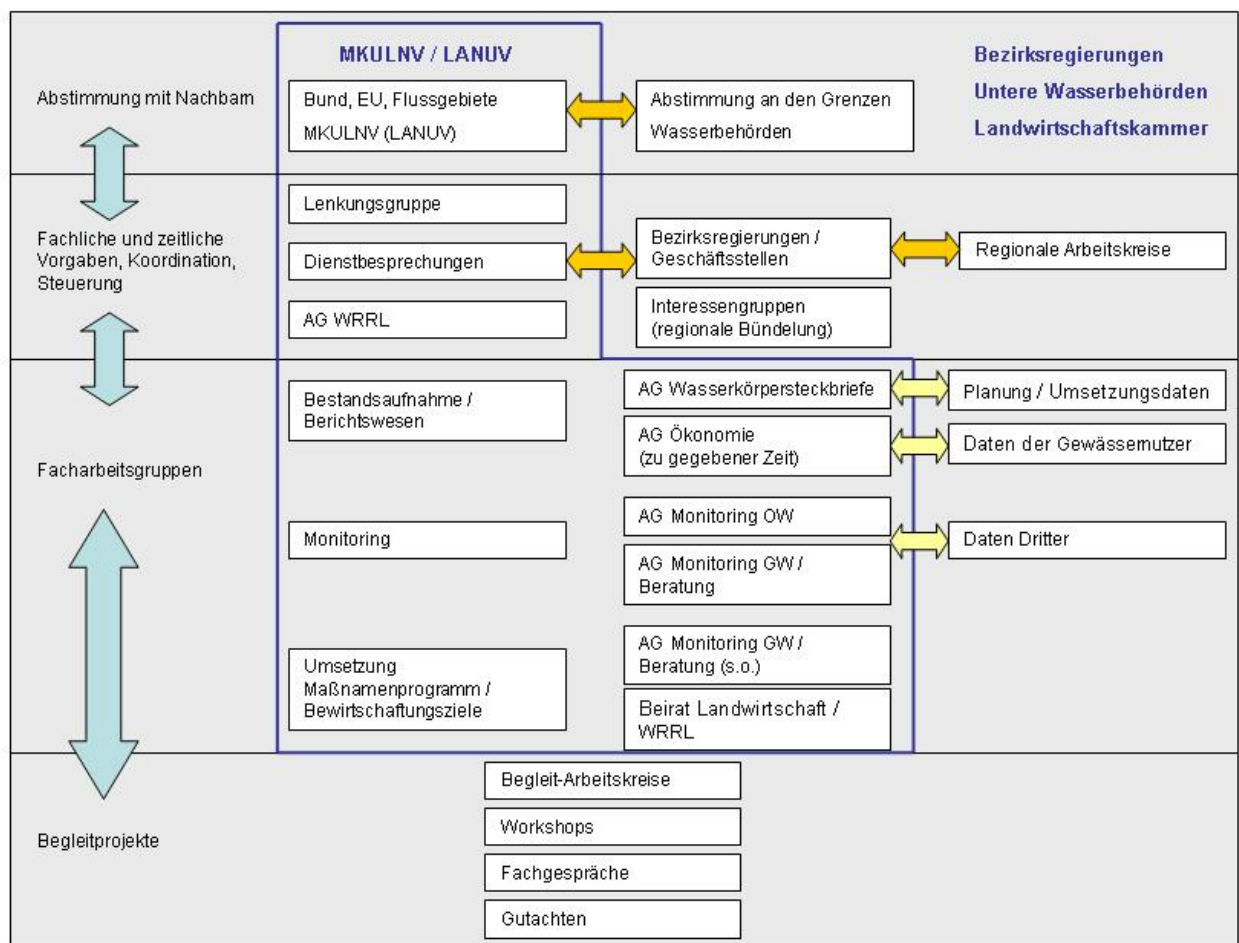 MKULNV / LANUV
Bezirksregierungen
Untere Wasserbehörden
Landwirtschaftskammer
Abstimmung mit Nachbarn
Bund, EU, Flussgebiete
MKULNV (LANUV)
Abstimmung an den Grenzen
Wasserbehörden
Fachliche und zeitliche
Vorgaben, Koordination,
Steuerung
Lenkungsgruppe
Dienstbesprechungen
AG WRRL
Bezirksregierungen /
Geschäftsstellen
Interessengruppen
(regionale Bündelung)
Regionale Arbeitskreise
Facharbeitsgruppen
Bestandsaufnahme /
Berichtswesen
AG Wasserkörpersteckbriefe
Planung / Umsetzungsdaten
AG Ökonomie
(zu gegebener Zeit)
Daten der Gewässernutzer
Monitoring
AG Monitoring OW
AG Monitoring GW /
Beratung
Daten Dritter
Umsetzung
Maßnamenprogramm /
Bewirtschaftungsziele
AG Monitoring GW /
Beratung (s.o.)
Beirat Landwirtschaft /
WRRL
Begleitprojekte
Begleit-Arbeitskreise
Workshops
Fachgespräche
Gutachten